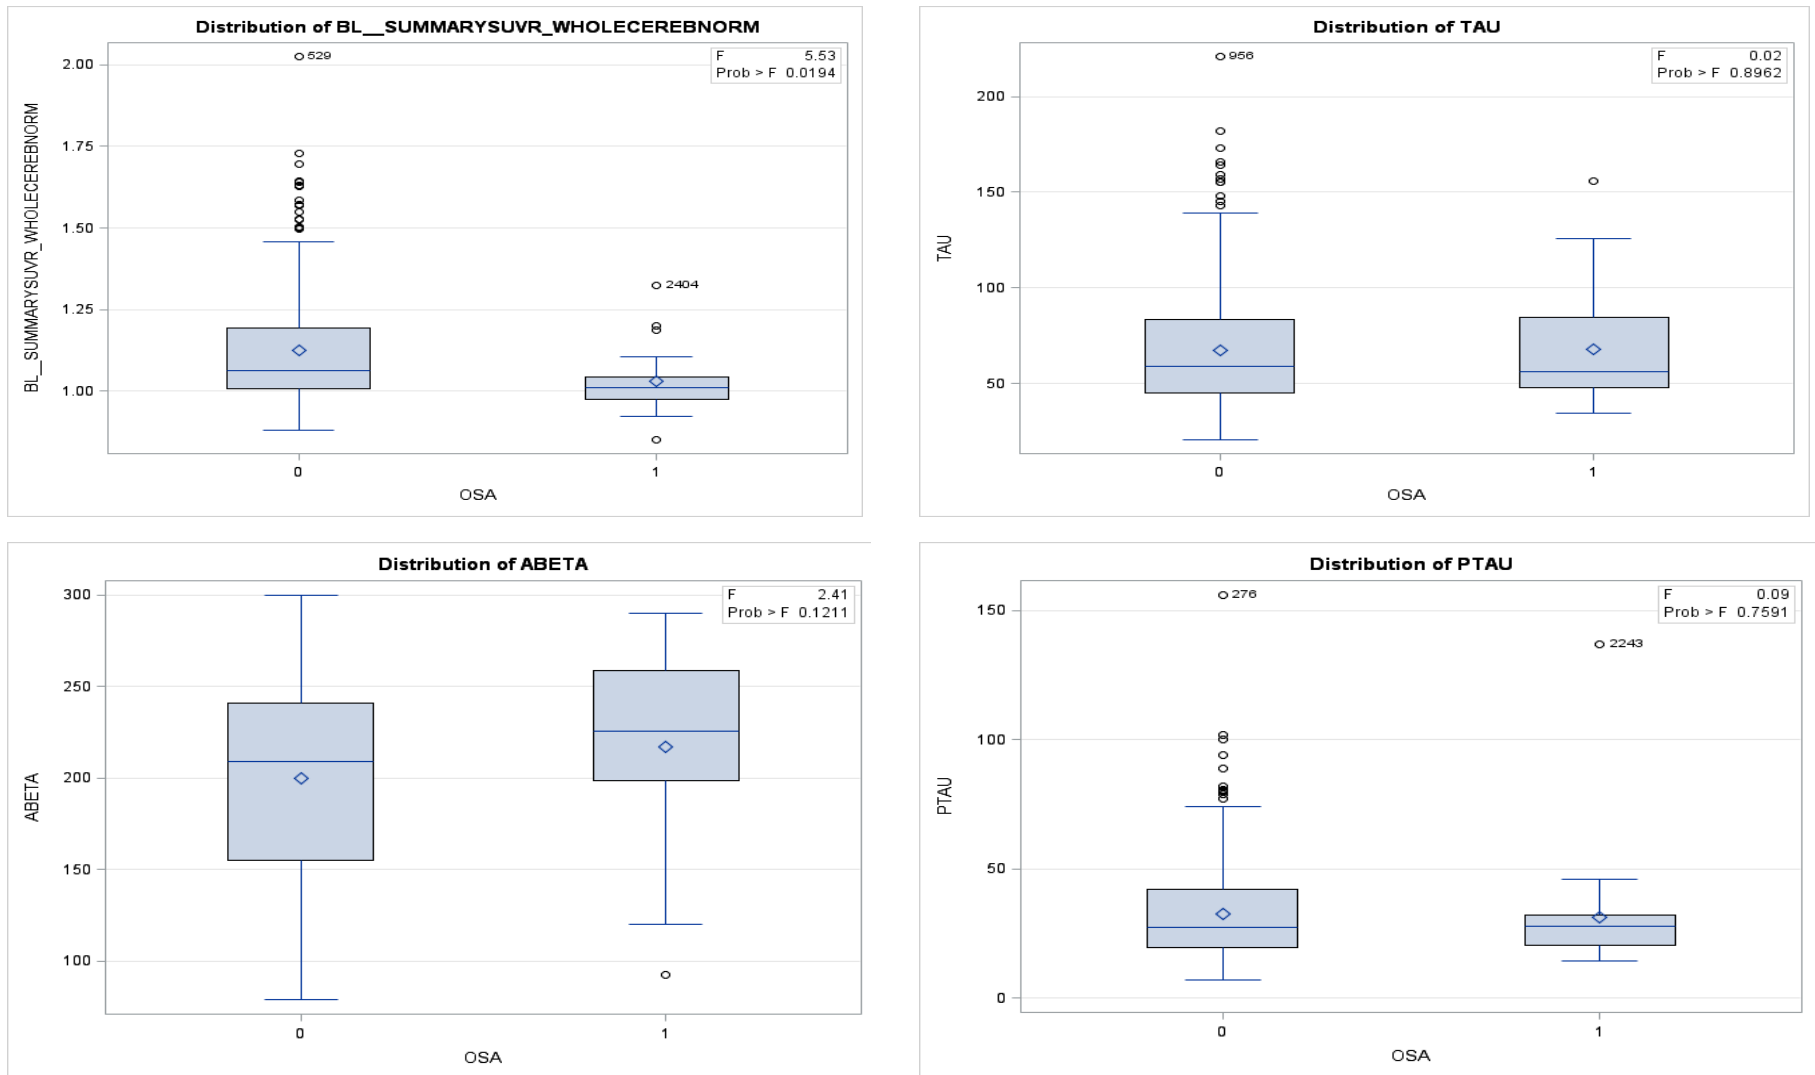 Distribution of BL__SUMMARYSUVR_WHOLECEREBNORM
F 5.53
Prob > F 0.0194
BL__SUMMARYSUVR_WHOLECEREBNORM
2.00
1.75
1.50
1.25
1.00
529
2404
0 1
OSA
Distribution of TAU
F 0.02
Prob > F 0.8962
TAU
200
150
100
50
956
0 1
OSA
Distribution of ABETA
F 2.41
Prob > F 0.1211
ABETA
300
250
200
150
100
0 1
OSA
Distribution of PTAU
F 0.09
Prob > F 0.7591
PTAU
150
100
50
0
276
2243
0 1
OSA